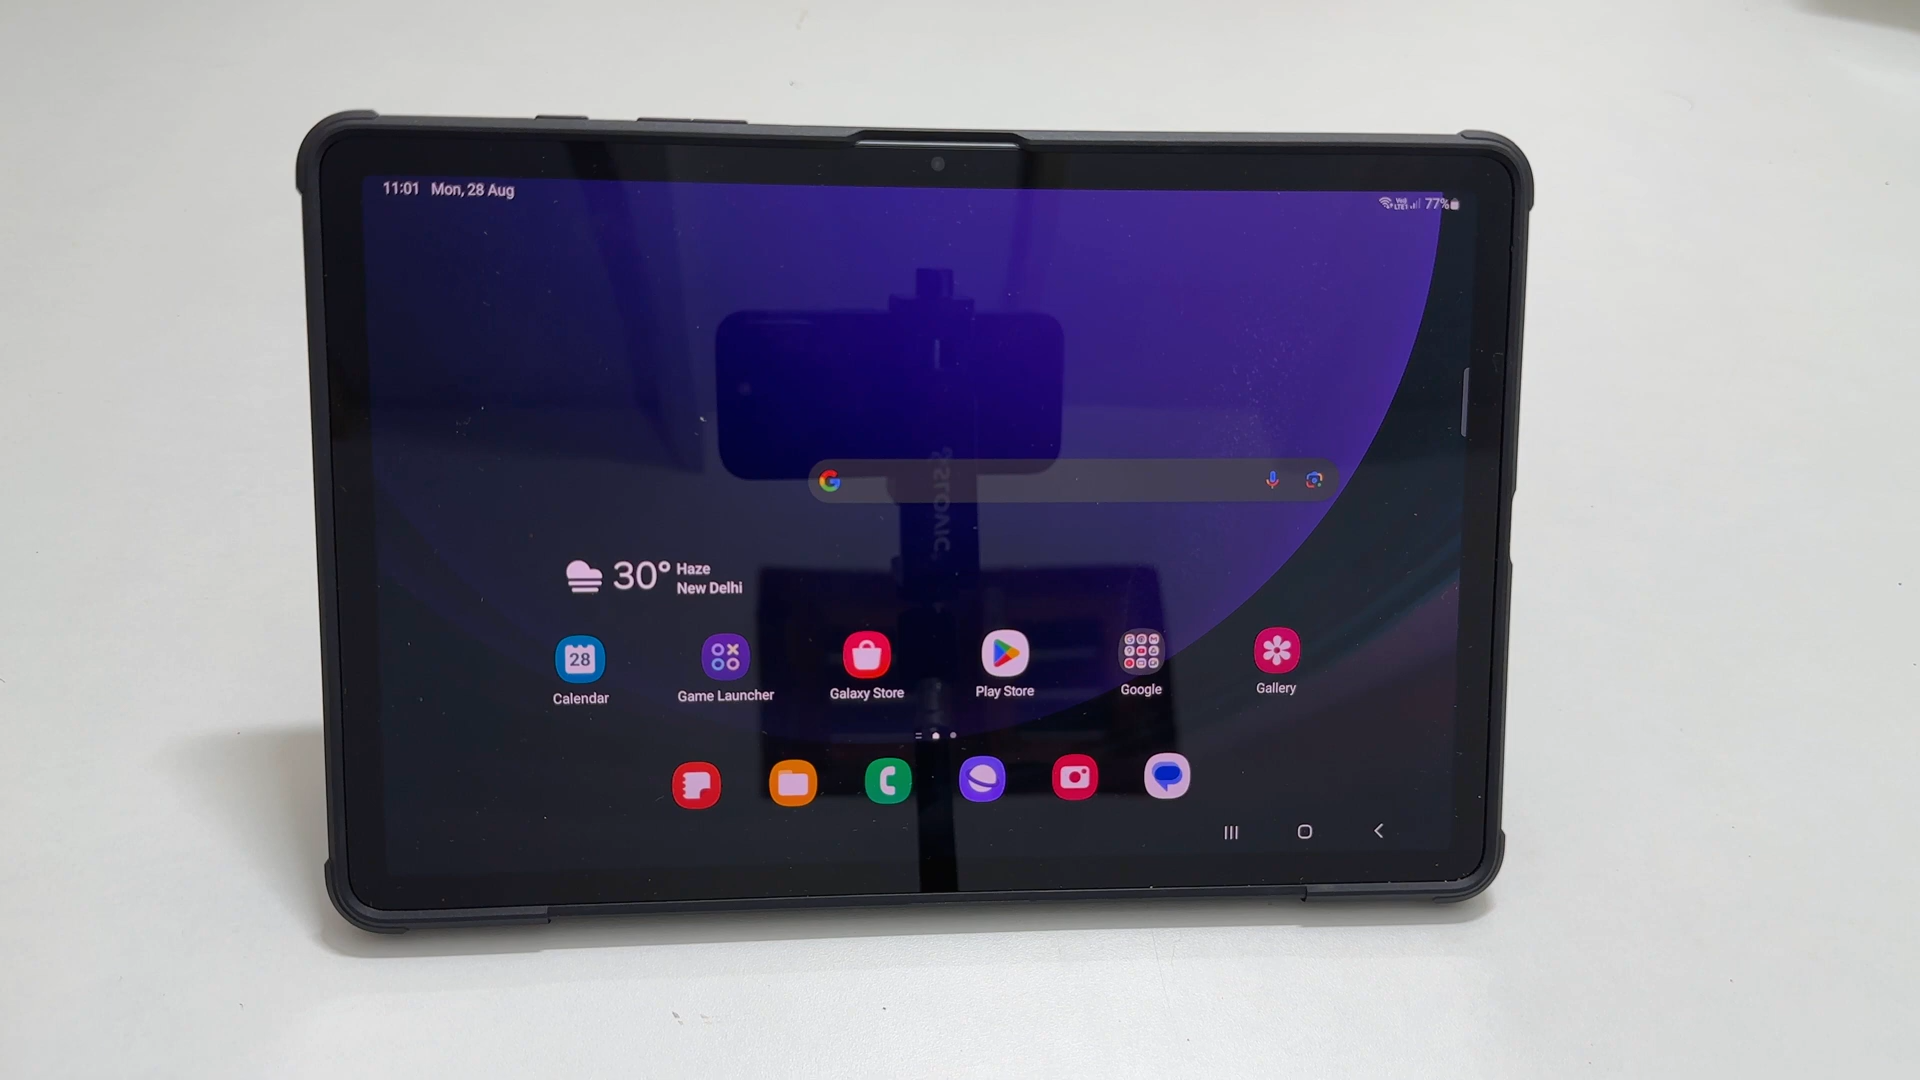 11:01 Mon, 28 Aug
77%
G
30° Haze
New Delhi
28
Calendar
Game Launcher
Galaxy Store
Play Store
Google
Gallery
SLOVIC